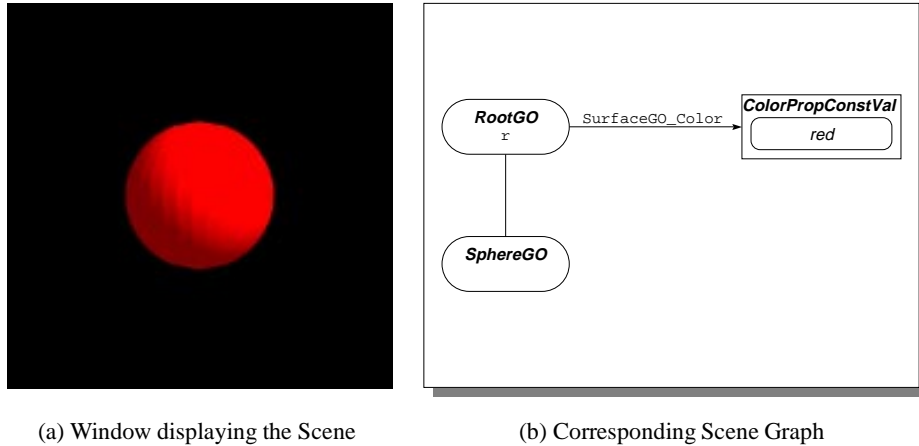 RootGO
r
SurfaceGO_Color
ColorPropConstVal
red
SphereGO
(a) Window displaying the Scene
(b) Corresponding Scene Graph